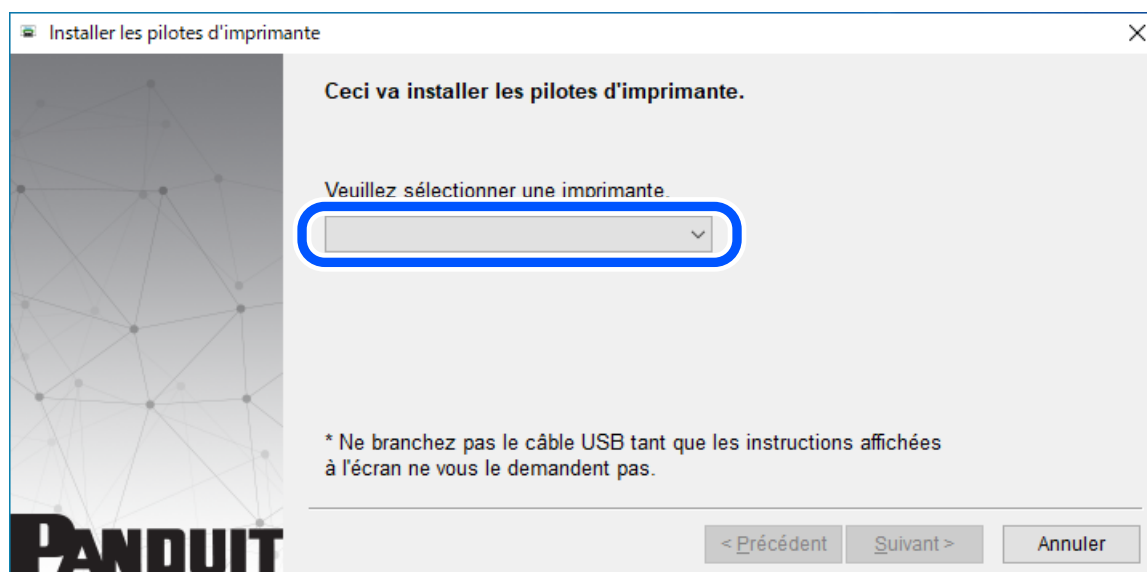 Installer les pilotes d'imprimante
Ceci va installer les pilotes d'imprimante.
Veuillez sélectionner une imprimante.
* Ne branchez pas le câble USB tant que les instructions affichées
à l'écran ne vous le demandent pas.
PANDUIT
< Précédent
Suivant >
Annuler